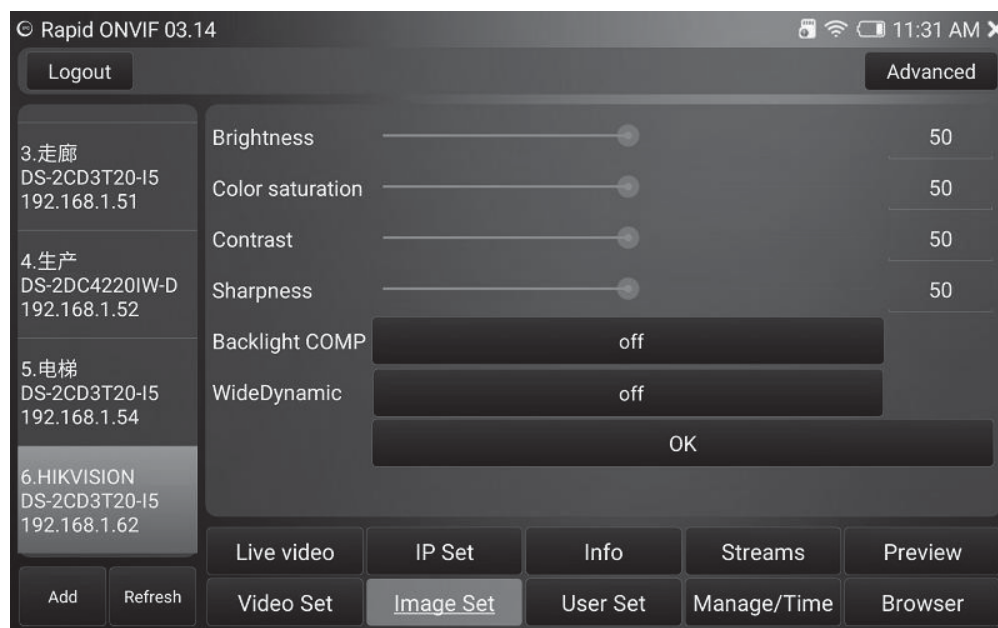 Rapid ONVIF 03.14
11:31 AM
Logout
Advanced
3.走廊
DS-2CD3T20-I5
192.168.1.51
4.生产
DS-2DC4220IW-D
192.168.1.52
5.电梯
DS-2CD3T20-I5
192.168.1.54
6.HIKVISION
DS-2CD3T20-I5
192.168.1.62
Add Refresh
Brightness 50
Color saturation 50
Contrast 50
Sharpness 50
Backlight COMP off
WideDynamic off
OK
Live video IP Set Info Streams Preview
Video Set Image Set User Set Manage/Time Browser